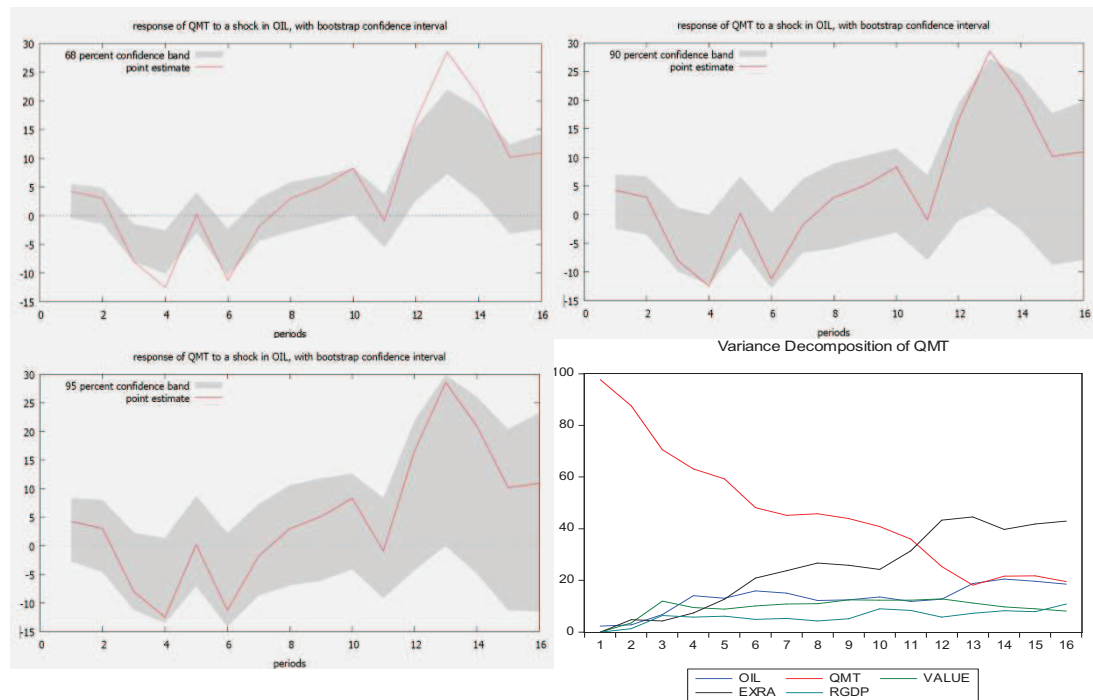 response of QMT to a shock in OIL, with bootstrap confidence interval
30
25
20
15
10
5
0
-5
-10
-15
68 percent confidence band
point estimate
0 2 4 6 8 10 12 14 16
periods
response of QMT to a shock in OIL, with bootstrap confidence interval
30
25
20
15
10
5
0
-5
-10
-15
90 percent confidence band
point estimate
0 2 4 6 8 10 12 14 16
periods
response of QMT to a shock in OIL, with bootstrap confidence interval
30
25
20
15
10
5
0
-5
-10
-15
95 percent confidence band
point estimate
0 2 4 6 8 10 12 14 16
periods
Variance Decomposition of QMT
100
80
60
40
20
0
1 2 3 4 5 6 7 8 9 10 11 12 13 14 15 16
OIL QMT VALUE
EXRA RGDP